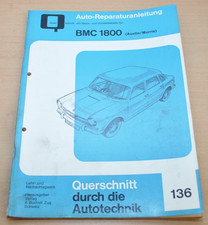 Auto-Reparaturanleitung
BMC 1800 (Austin/Morris)
Querschnitt
durch die
Autotechnik
136